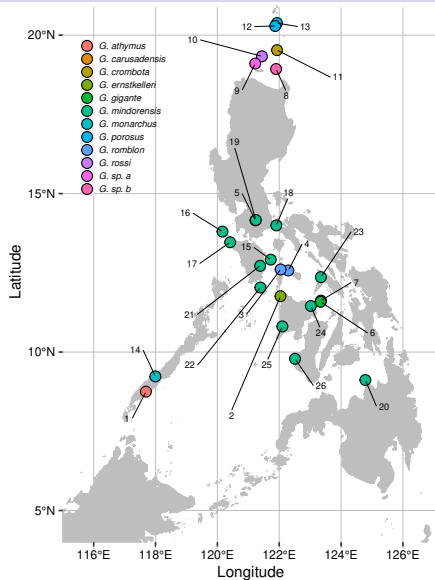 12
13
20°N
10
G. athymus
G. carusadensis
G. crombota
G. ernstkelleri
G. gigante
G. mindorensis
G. monarchus
G. porosus
G. romblon
G. rossi
G. sp. a
G. sp. b
11
9
8
19
15°N
5
18
16
15
4
23
17
7
21
3
6
22
24
10°N
14
25
26
1
2
20
5°N
Latitude
116°E
118°E
120°E
122°E
124°E
126°E
Longitude